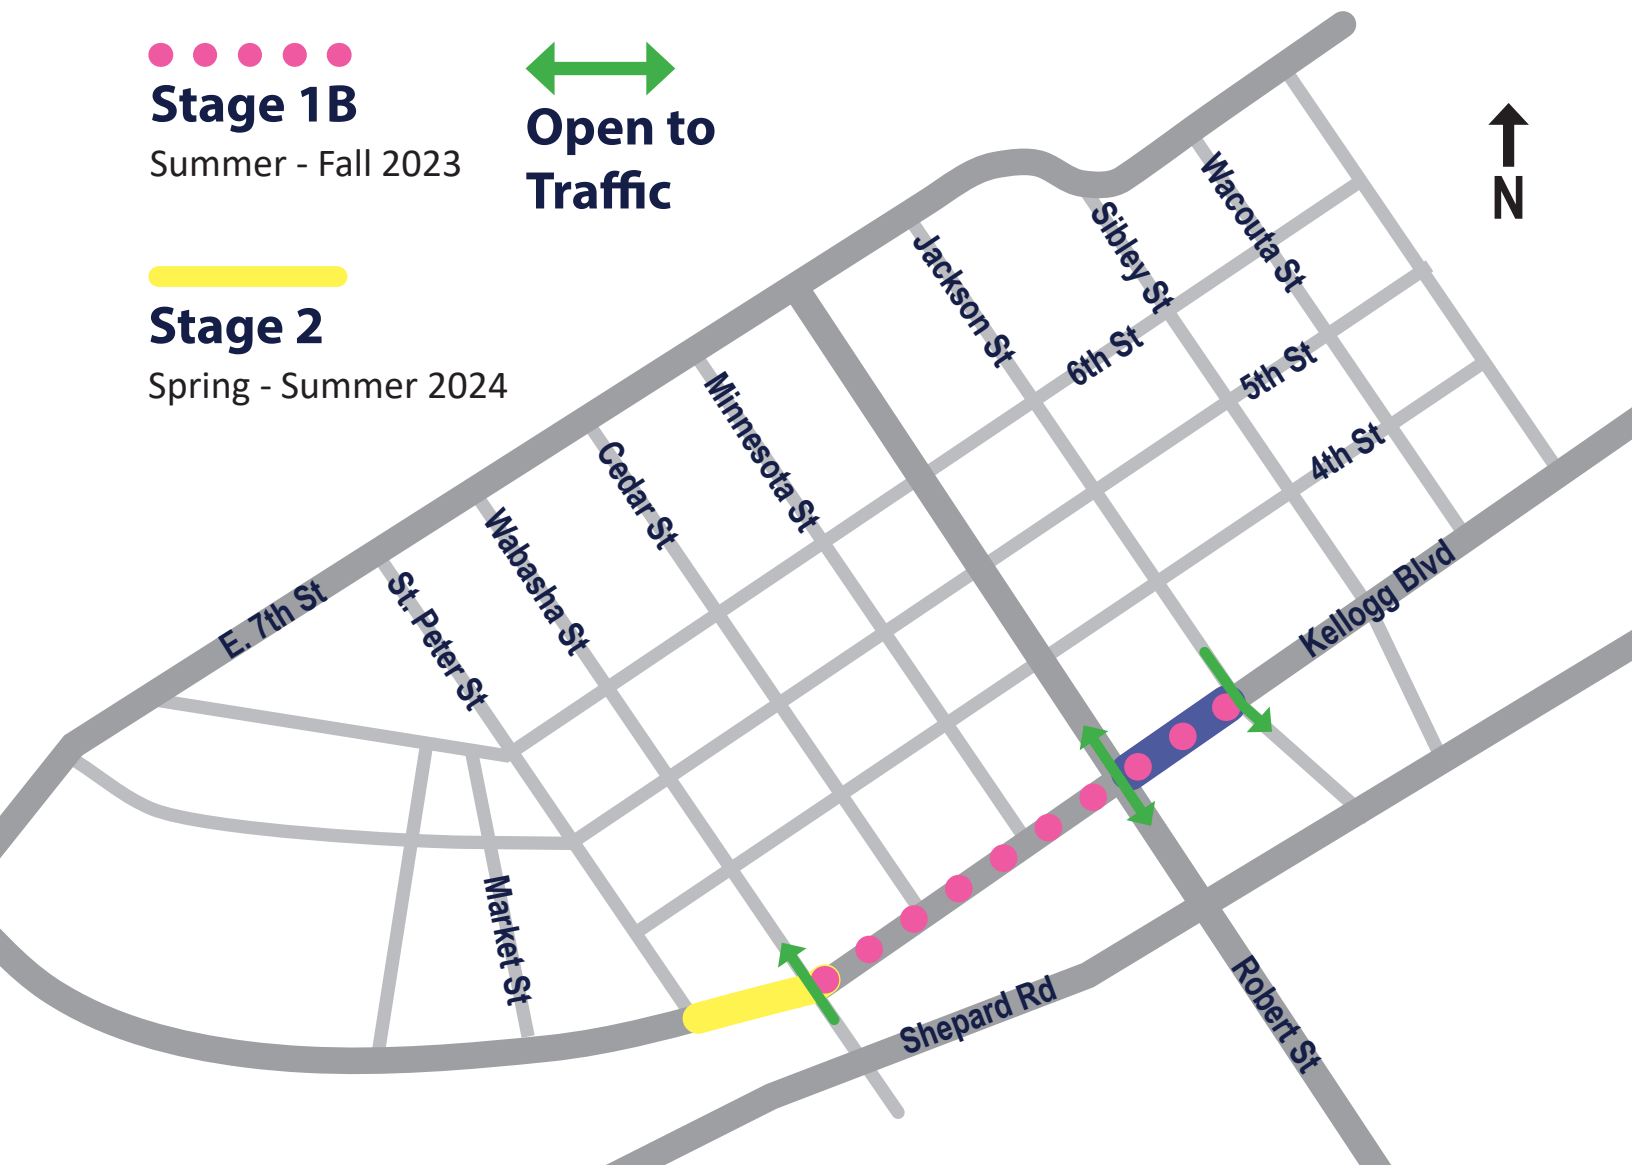 Stage 1B
Summer - Fall 2023
Open to
Traffic
Stage 2
Spring - Summer 2024
N
Wacouta St
Sibley St
Jackson St
6th St
5th St
4th St
Minnesota St
Cedar St
Wabasha St
St. Peter St
E. 7th St
Kellogg Blvd
Market St
Shepard Rd
Robert St